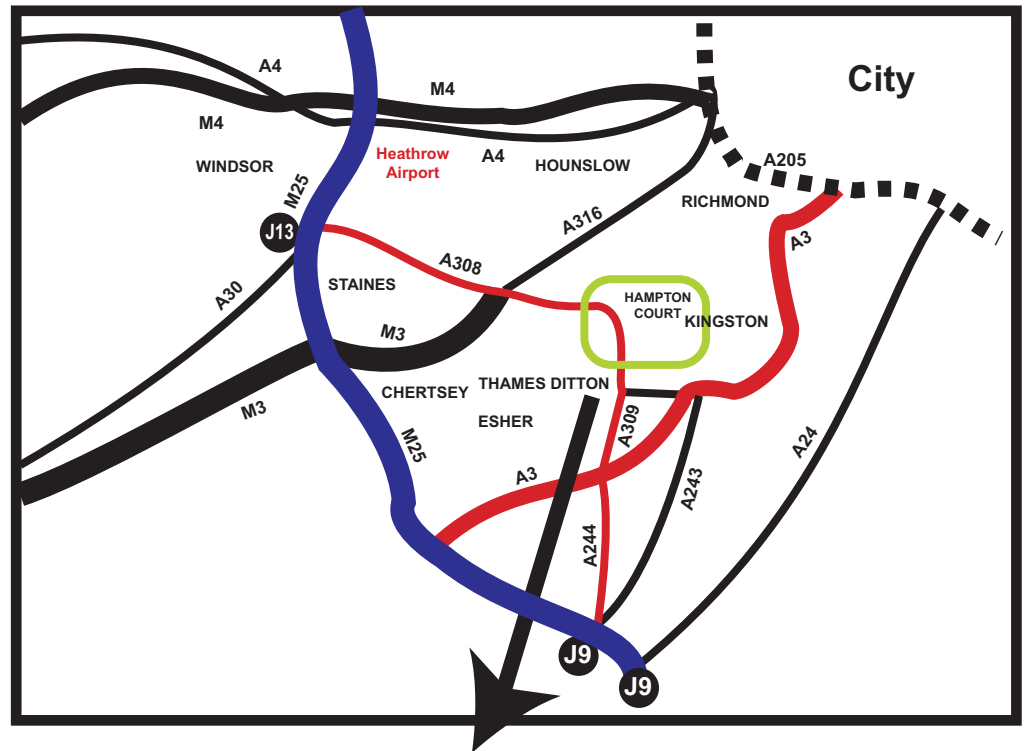 A4
M4
City
M4
Heathrow
Airport
A4
HOUNSLOW
A205
WINDSOR
M25
RICHMOND
J13
A316
A3
A308
A30
STAINES
HAMPTON
COURT
KINGSTON
M3
THAMES DITTON
CHERTSEY
M3
ESHER
A309
M25
A24
A3
A243
A244
J9
J9